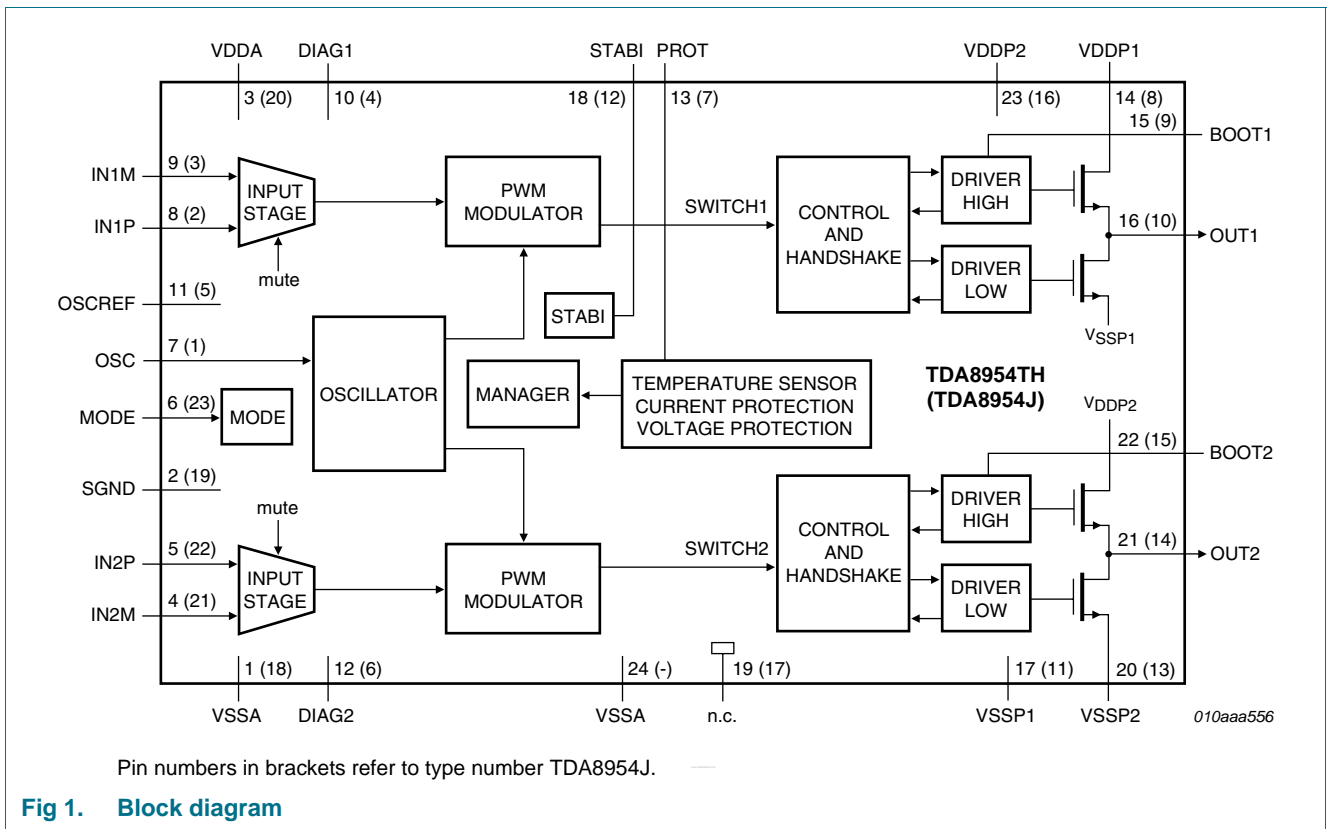 VDDA
DIAG1
STABI
PROT
VDDP2
VDDP1
3 (20)
10 (4)
18 (12)
13 (7)
23 (16)
14 (8)
15 (9)
BOOT1
IN1M
9 (3)
INPUT
STAGE
PWM
MODULATOR
SWITCH1
CONTROL
AND
HANDSHAKE
DRIVER
HIGH
IN1P
8 (2)
16 (10)
OUT1
mute
DRIVER
LOW
OSCREF
11 (5)
STABI
VSSP1
OSC
7 (1)
OSCILLATOR
MANAGER
TEMPERATURE SENSOR
CURRENT PROTECTION
VOLTAGE PROTECTION
TDA8954TH
(TDA8954J)
MODE
6 (23)
MODE
VDDP2
22 (15)
BOOT2
SGND
2 (19)
mute
IN2P
5 (22)
INPUT
STAGE
PWM
MODULATOR
SWITCH2
CONTROL
AND
HANDSHAKE
DRIVER
HIGH
21 (14)
OUT2
IN2M
4 (21)
DRIVER
LOW
1 (18)
12 (6)
24 (-)
19 (17)
17 (11)
20 (13)
VSSA
DIAG2
VSSA
n.c.
VSSP1
VSSP2
010aaa556
Pin numbers in brackets refer to type number TDA8954J.
Fig 1. Block diagram